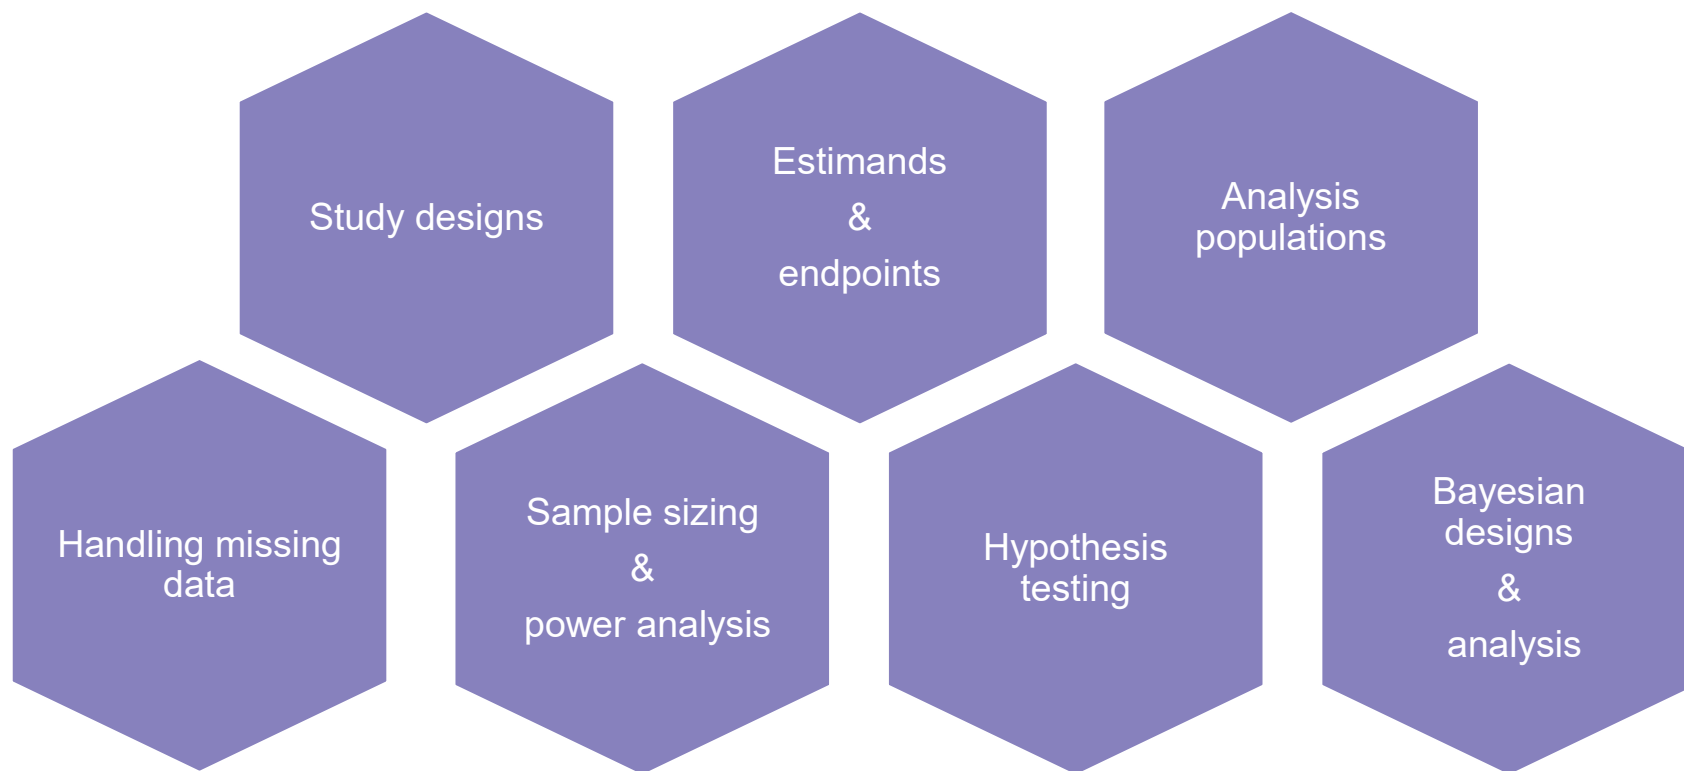 Study designs
Estimands
&
endpoints
Analysis
populations
Handling missing
data
Sample sizing
&
power analysis
Hypothesis
testing
Bayesian
designs
&
analysis